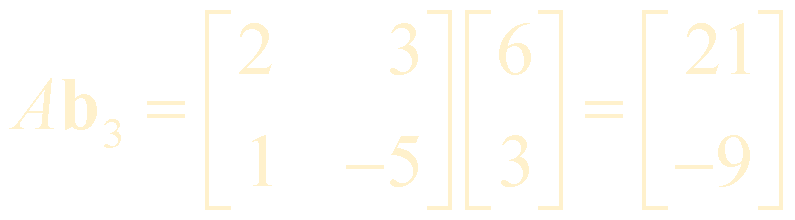 A𝐛₃ = [2 3; 1 −5] [6; 3] = [21; −9]